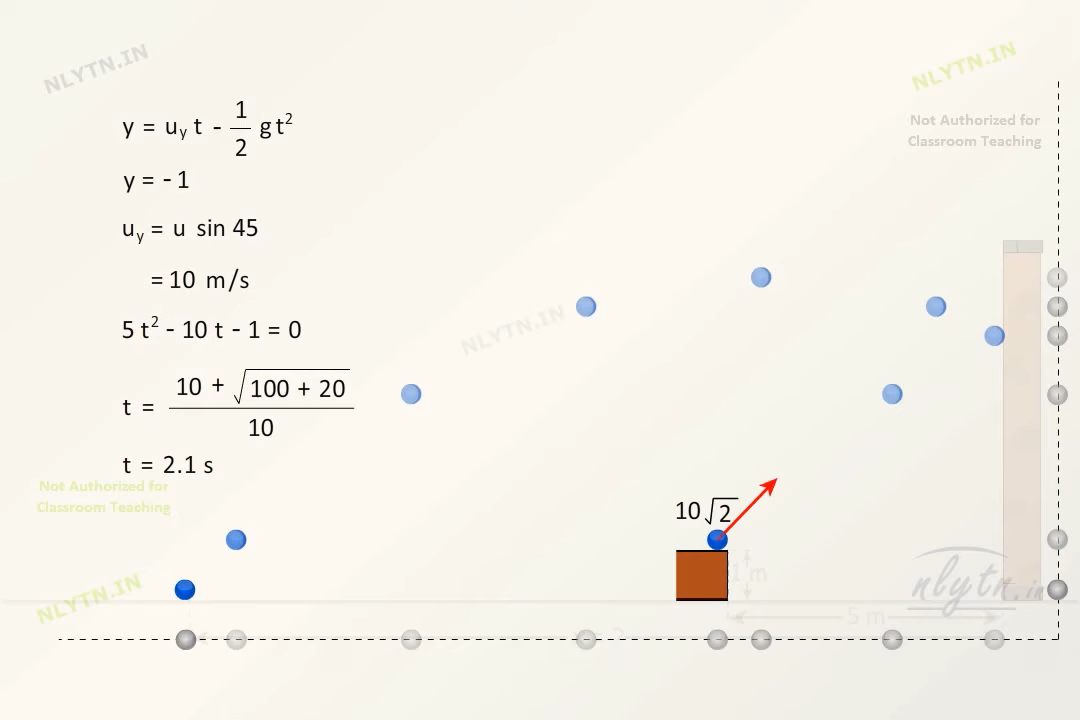 NLYTN.IN
NLYTN.IN
Not Authorized for
Classroom Teaching
y = u_y t - 1/2 g t²
y = - 1
u_y = u sin 45
= 10 m/s
NLYTN.IN
5 t² - 10 t - 1 = 0
t = (10 + √(100 + 20)) / 10
t = 2.1 s
Not Authorized for
Classroom Teaching
10√2
1 m
NLYTN.IN
nlytn.in
5 m